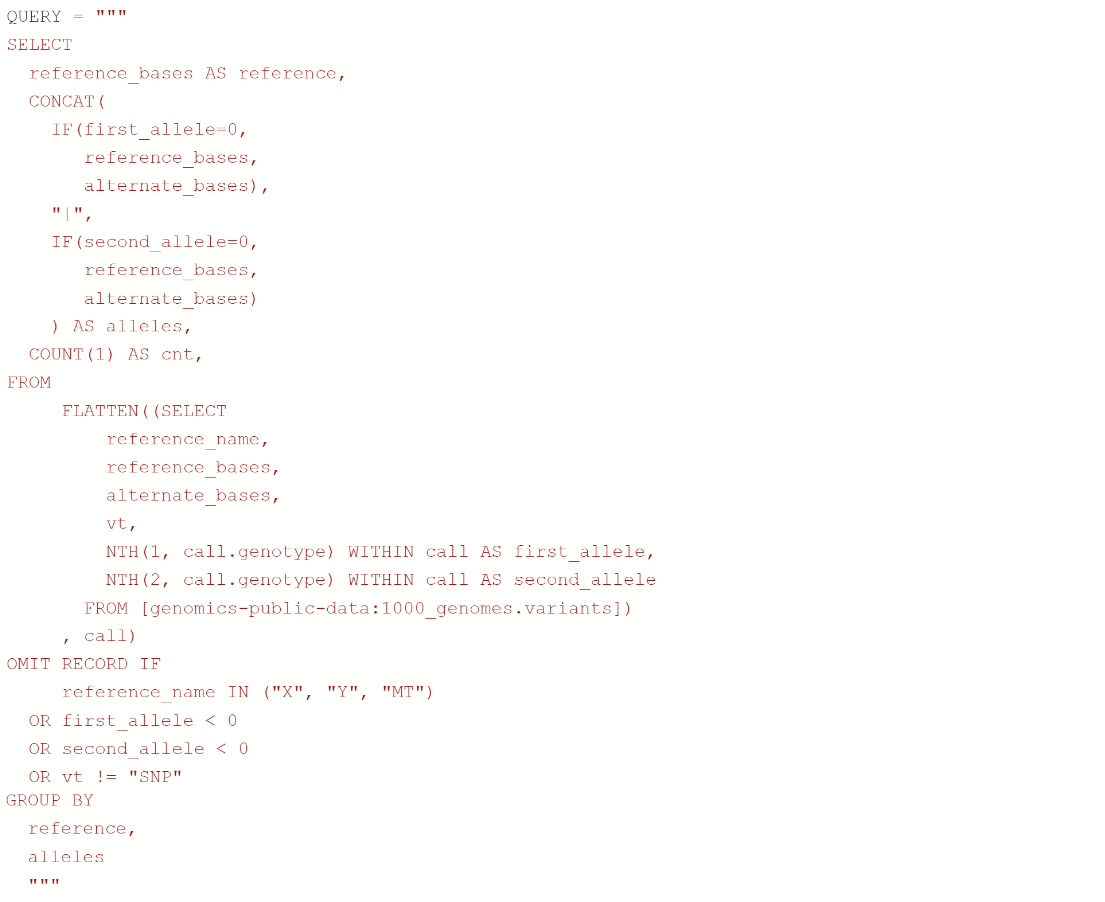 QUERY = """
SELECT
  reference_bases AS reference,
  CONCAT(
    IF(first_allele=0,
       reference_bases,
       alternate_bases),
    "|",
    IF(second_allele=0,
       reference_bases,
       alternate_bases)
    ) AS alleles,
  COUNT(1) AS cnt,
FROM
     FLATTEN((SELECT
         reference_name,
         reference_bases,
         alternate_bases,
         vt,
         NTH(1, call.genotype) WITHIN call AS first_allele,
         NTH(2, call.genotype) WITHIN call AS second_allele
       FROM [genomics-public-data:1000_genomes.variants])
     , call)
OMIT RECORD IF
     reference_name IN ("X", "Y", "MT")
  OR first_allele < 0
  OR second_allele < 0
  OR vt != "SNP"
GROUP BY
  reference,
  alleles
  """